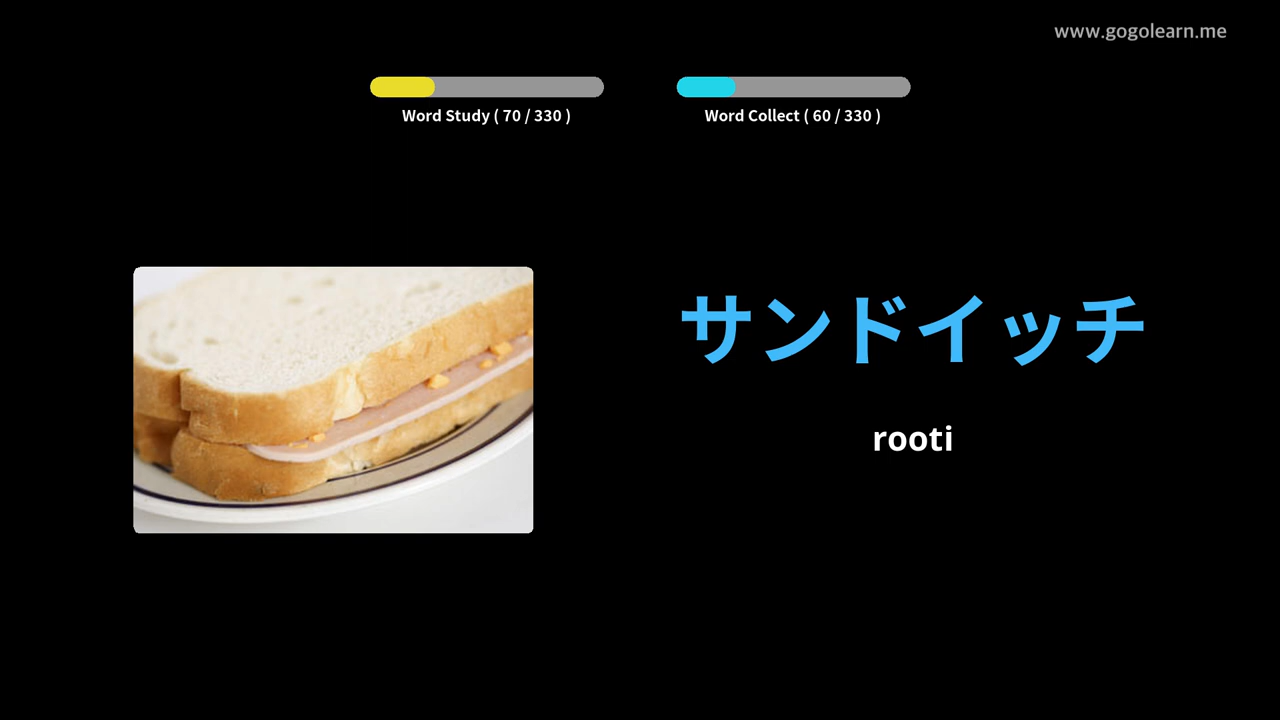 www.gogolearn.me
Word Study ( 70 / 330 )
Word Collect ( 60 / 330 )
サンドイッチ
rooti